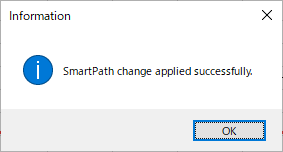 Information
SmartPath change applied successfully.
OK